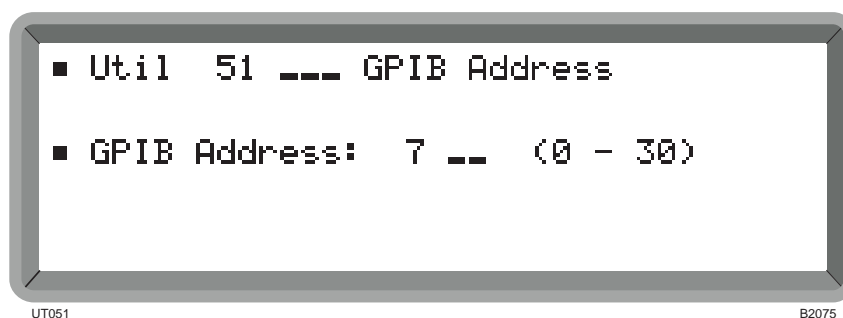 ▪ Util 51 ___ GPIB Address
▪ GPIB Address: 7 __ (0 - 30)
UT051 B2075